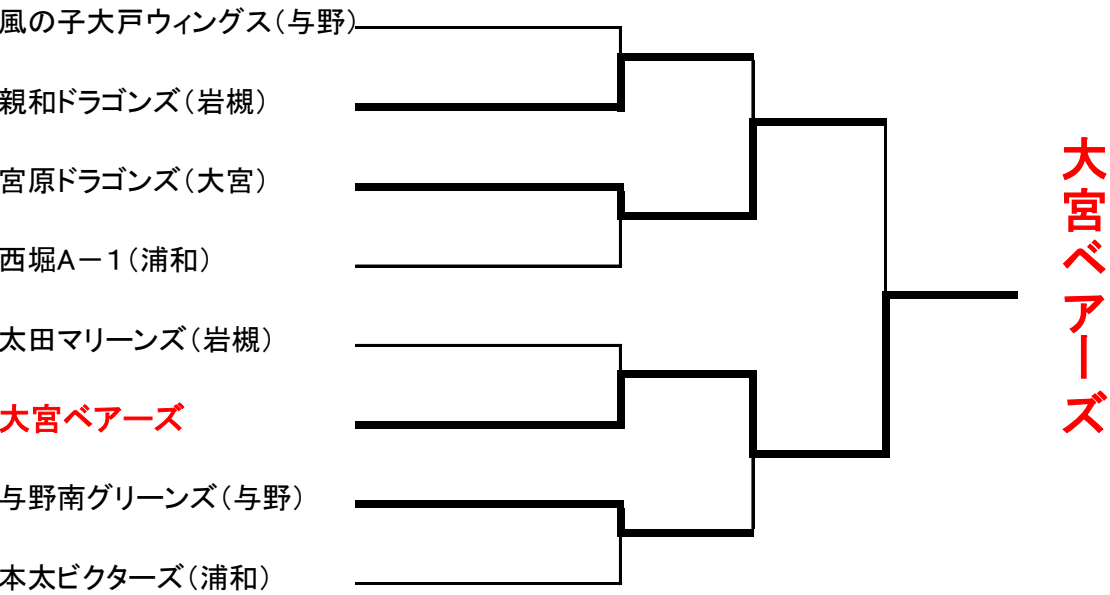 風の子大戸ウィングス（与野）
親和ドラゴンズ（岩槻）
宮原ドラゴンズ（大宮）
西堀A－１（浦和）
太田マリーンズ（岩槻）
大宮ベアーズ
与野南グリーンズ（与野）
本太ビクターズ（浦和）
大宮ベアーズ